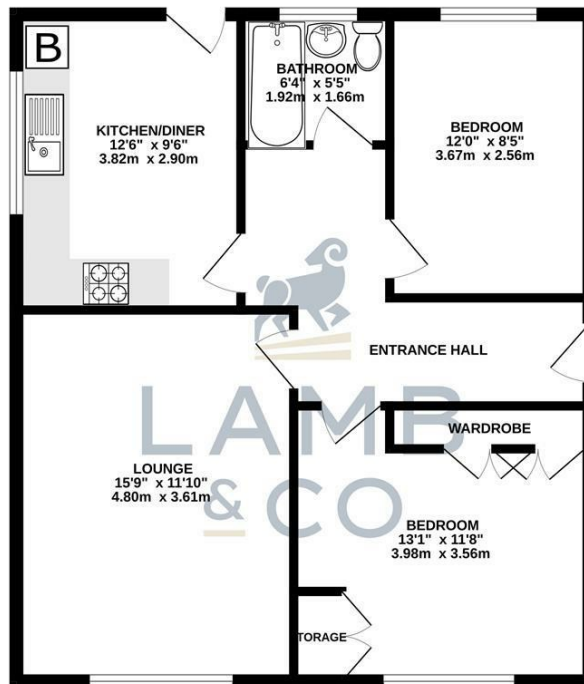 B
KITCHEN/DINER
12'6" x 9'6"
3.82m x 2.90m
BATHROOM
6'4" x 5'5"
1.92m x 1.66m
BEDROOM
12'0" x 8'5"
3.67m x 2.56m
ENTRANCE HALL
LAMB
& CO
LOUNGE
15'9" x 11'10"
4.80m x 3.61m
WARDROBE
BEDROOM
13'1" x 11'8"
3.98m x 3.56m
TORAGE